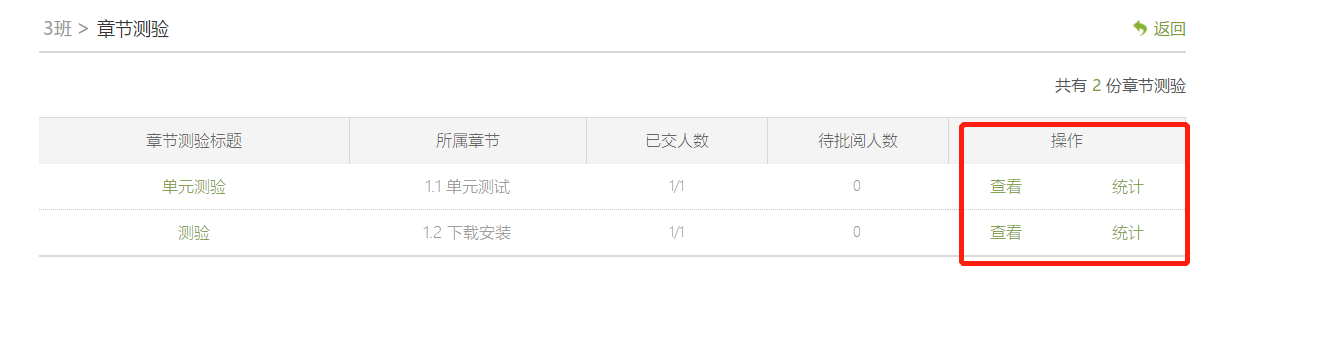 3班 > 章节测验 返回
共有 2 份章节测验
章节测验标题 所属章节 已交人数 待批阅人数 操作
单元测验 1.1 单元测试 1/1 0 查看 统计
测验 1.2 下载安装 1/1 0 查看 统计